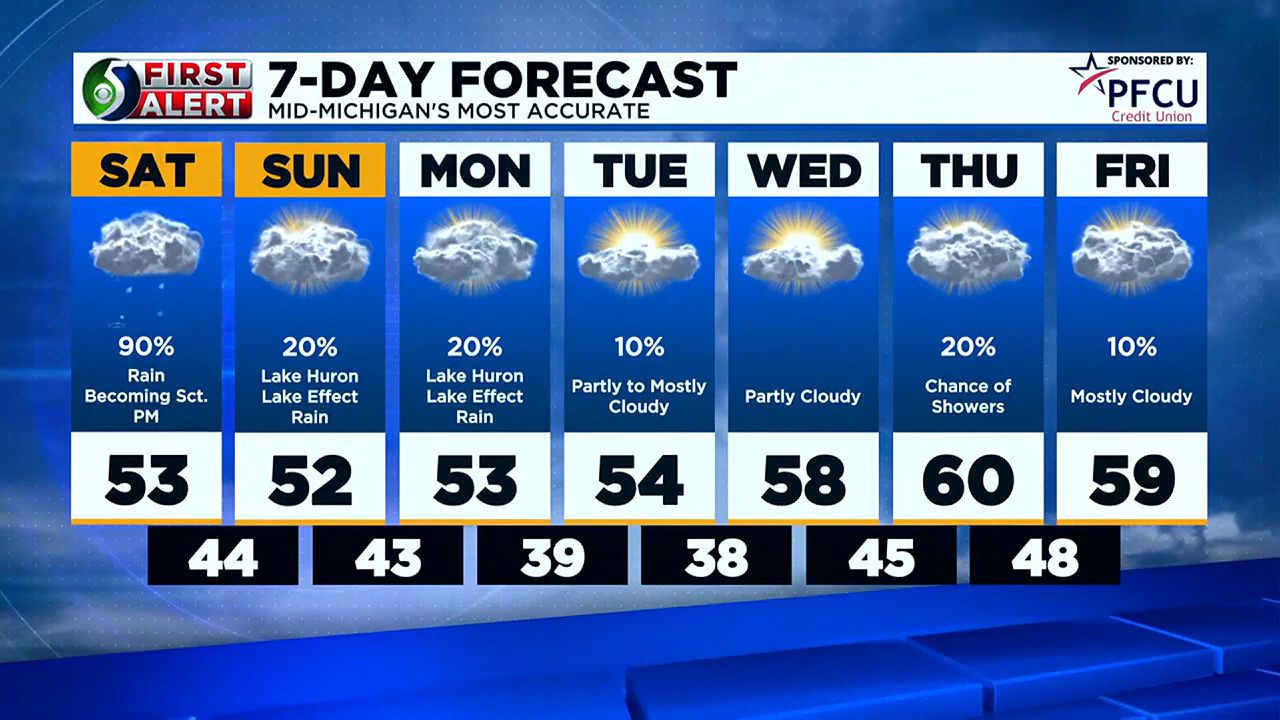 5 FIRST ALERT
7-DAY FORECAST
MID-MICHIGAN'S MOST ACCURATE
SPONSORED BY:
PFCU
Credit Union
SAT
90%
Rain
Becoming Sct.
PM
53
SUN
20%
Lake Huron
Lake Effect
Rain
52
MON
20%
Lake Huron
Lake Effect
Rain
53
TUE
10%
Partly to Mostly
Cloudy
54
WED
Partly Cloudy
58
THU
20%
Chance of
Showers
60
FRI
10%
Mostly Cloudy
59
44
43
39
38
45
48